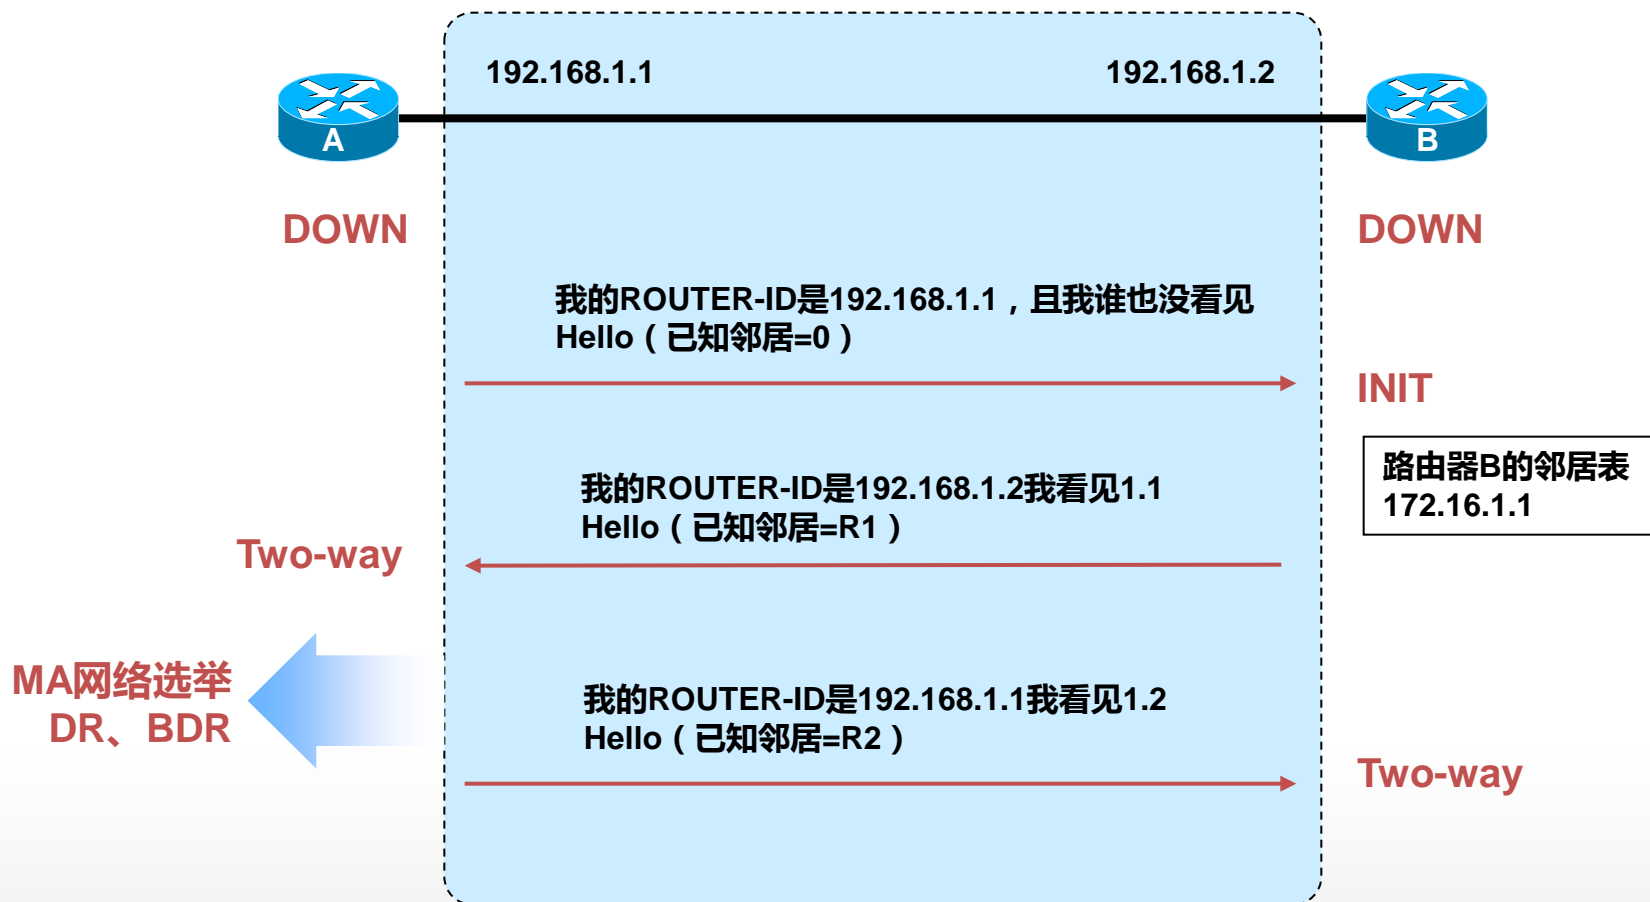 192.168.1.1
192.168.1.2
A
B
DOWN
DOWN
我的ROUTER-ID是192.168.1.1，且我谁也没看见
Hello（已知邻居=0）
INIT
路由器B的邻居表
172.16.1.1
我的ROUTER-ID是192.168.1.2我看见1.1
Hello（已知邻居=R1）
Two-way
MA网络选举
DR、BDR
我的ROUTER-ID是192.168.1.1我看见1.2
Hello（已知邻居=R2）
Two-way